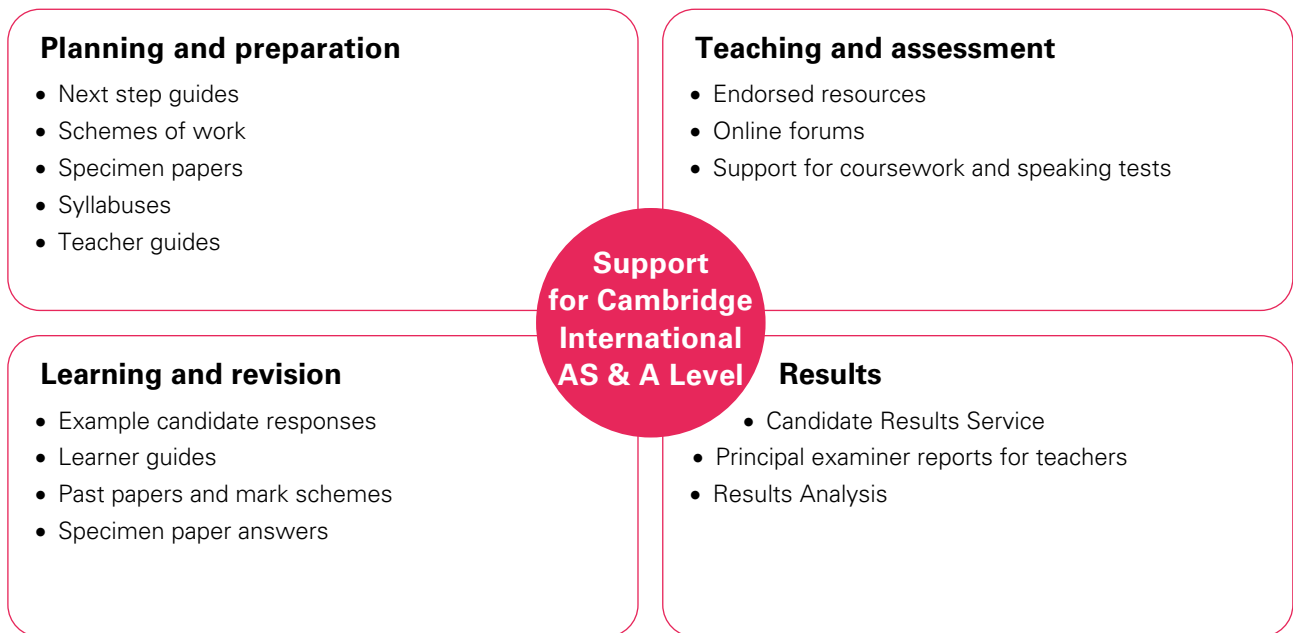 Planning and preparation
• Next step guides
• Schemes of work
• Specimen papers
• Syllabuses
• Teacher guides
Teaching and assessment
• Endorsed resources
• Online forums
• Support for coursework and speaking tests
Support
for Cambridge
International
AS & A Level
Learning and revision
• Example candidate responses
• Learner guides
• Past papers and mark schemes
• Specimen paper answers
Results
• Candidate Results Service
• Principal examiner reports for teachers
• Results Analysis